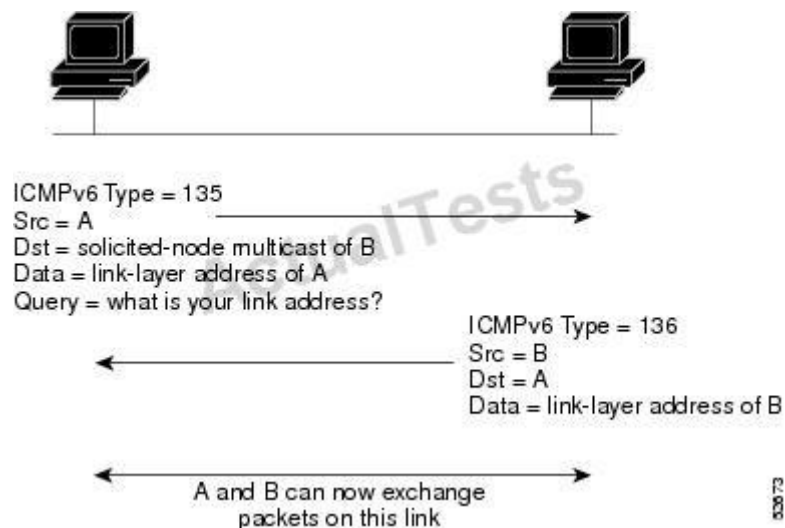 ICMPv6 Type = 135
Src = A
Dst = solicited-node multicast of B
Data = link-layer address of A
Query = what is your link address?
ActualTests
ICMPv6 Type = 136
Src = B
Dst = A
Data = link-layer address of B
A and B can now exchange
packets on this link